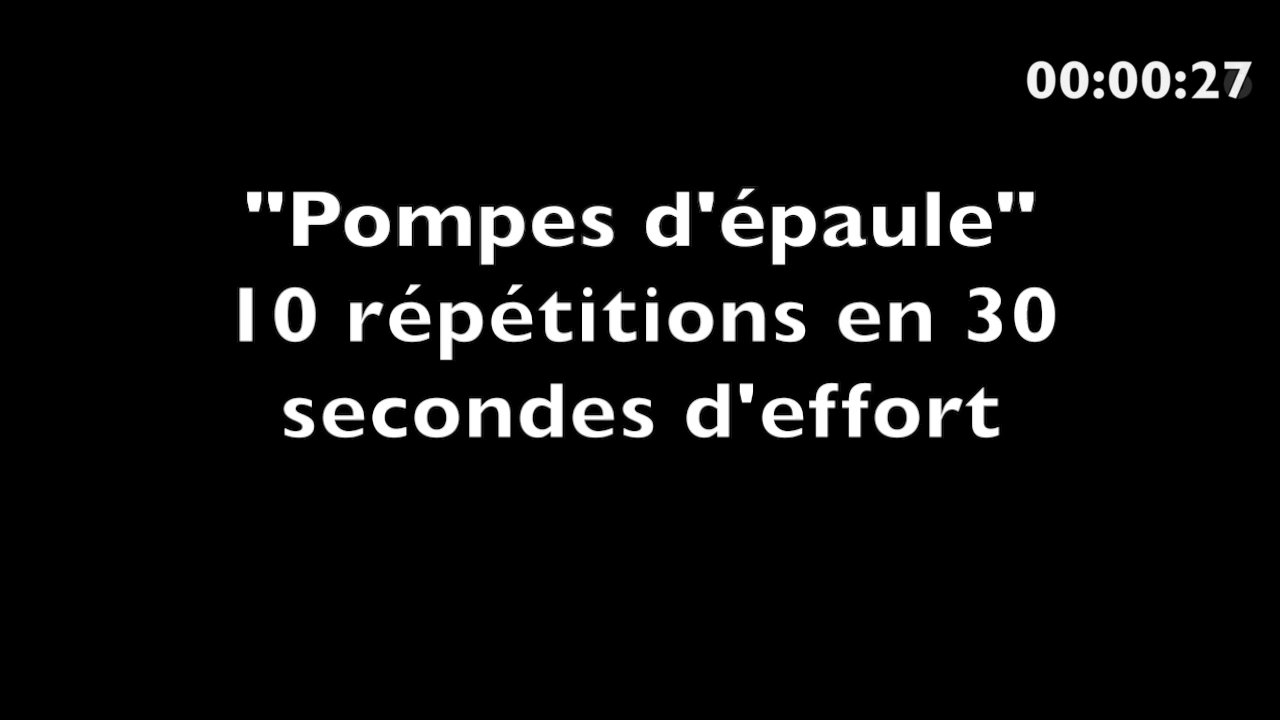 00:00:27
"Pompes d'épaule"
10 répétitions en 30
secondes d'effort